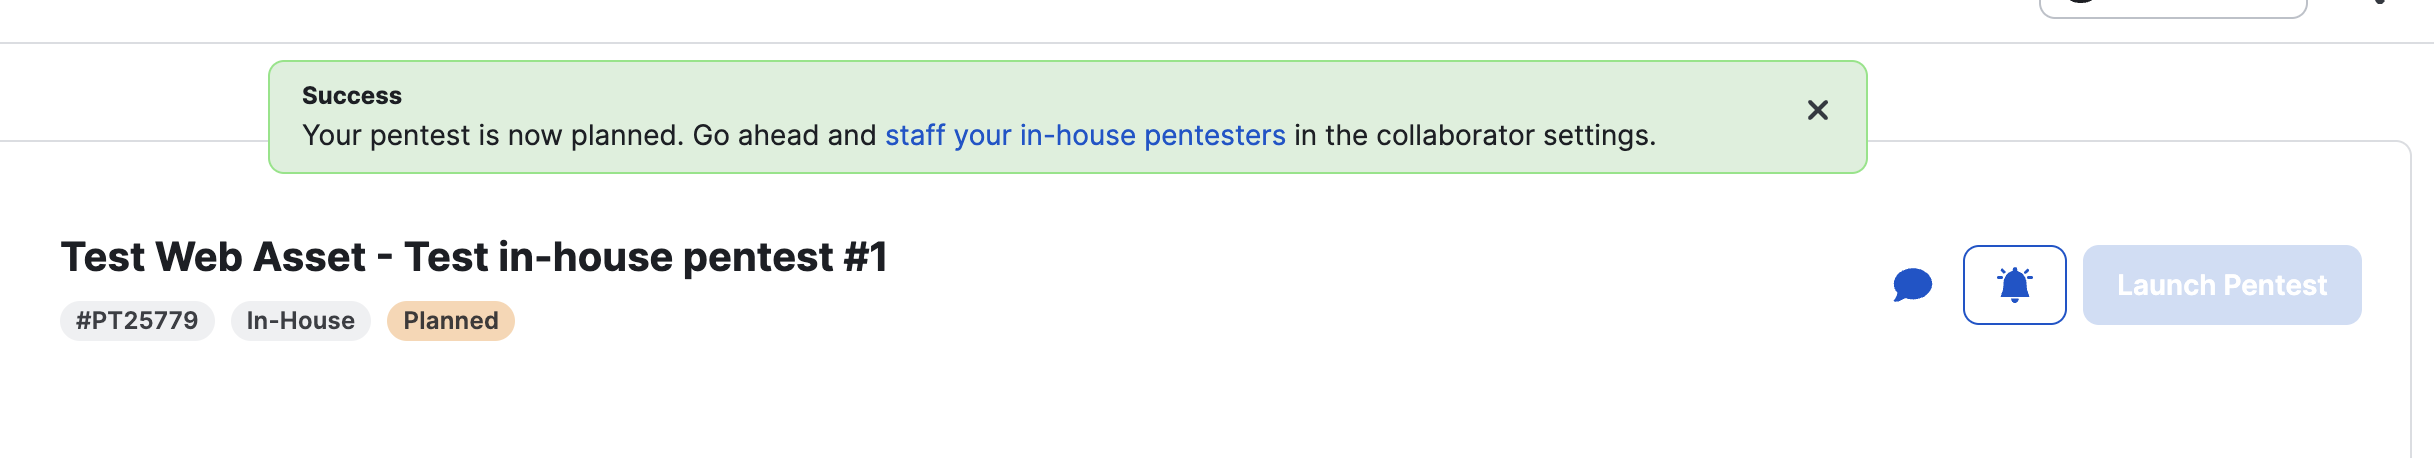 Success
Your pentest is now planned. Go ahead and staff your in-house pentesters in the collaborator settings.
Test Web Asset - Test in-house pentest #1
#PT25779 In-House Planned
Launch Pentest